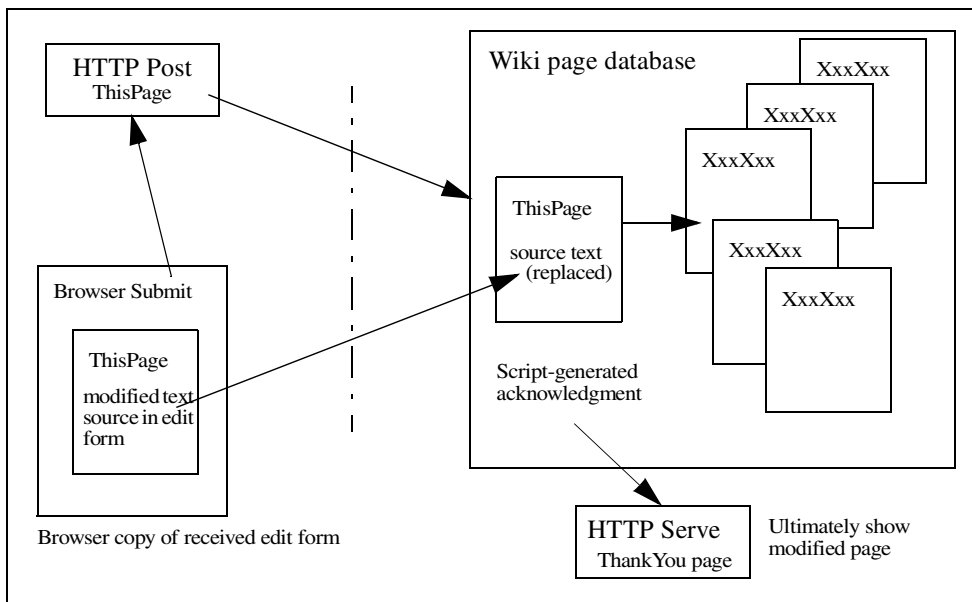 HTTP Post
ThisPage
Browser Submit
ThisPage
modified text
source in edit
form
Browser copy of received edit form
Wiki page database
XxxXxx
XxxXxx
XxxXxx
XxxXxx
XxxXxx
ThisPage
source text
(replaced)
Script-generated
acknowledgment
HTTP Serve
ThankYou page
Ultimately show
modified page